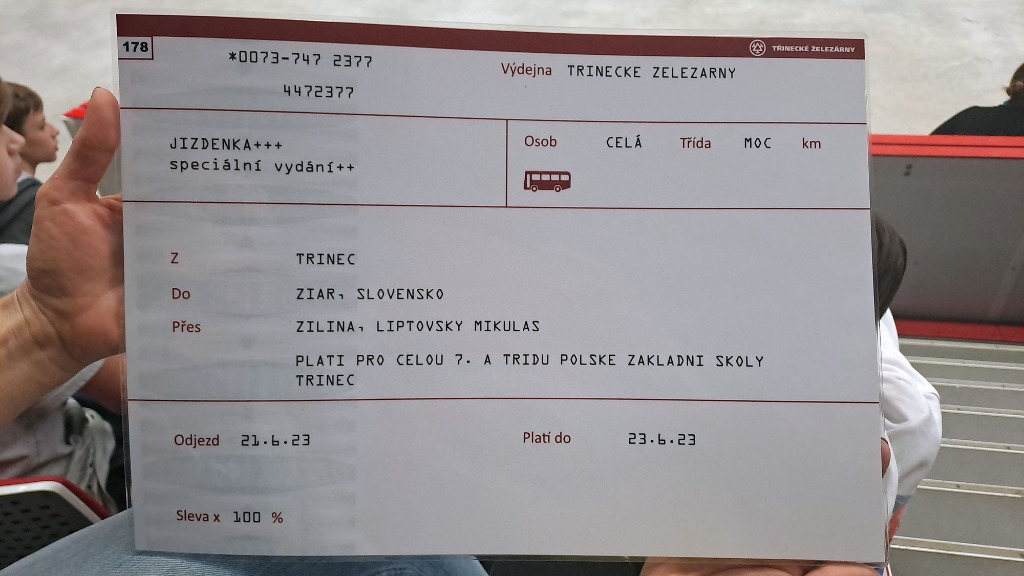 178
TŘINECKÉ ŽELEZÁRNY
*0073-747 2377
Výdejna TRINECKE ZELEZARNY
4472377
JIZDENKA+++
speciální vydání++
Osob CELÁ Třída MOC km
Z TRINEC
Do ZIAR, SLOVENSKO
Přes ZILINA, LIPTOVSKY MIKULAS
PLATI PRO CELOU 7. A TRIDU POLSKE ZAKLADNI SKOLY
TRINEC
Odjezd 21.6.23 Platí do 23.6.23
Sleva x 100 %